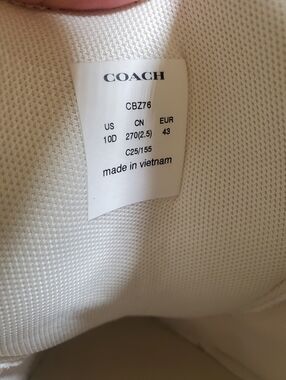 COACH
CBZ76
US CN EUR
10D 270(2.5) 43
C25/155
made in vietnam